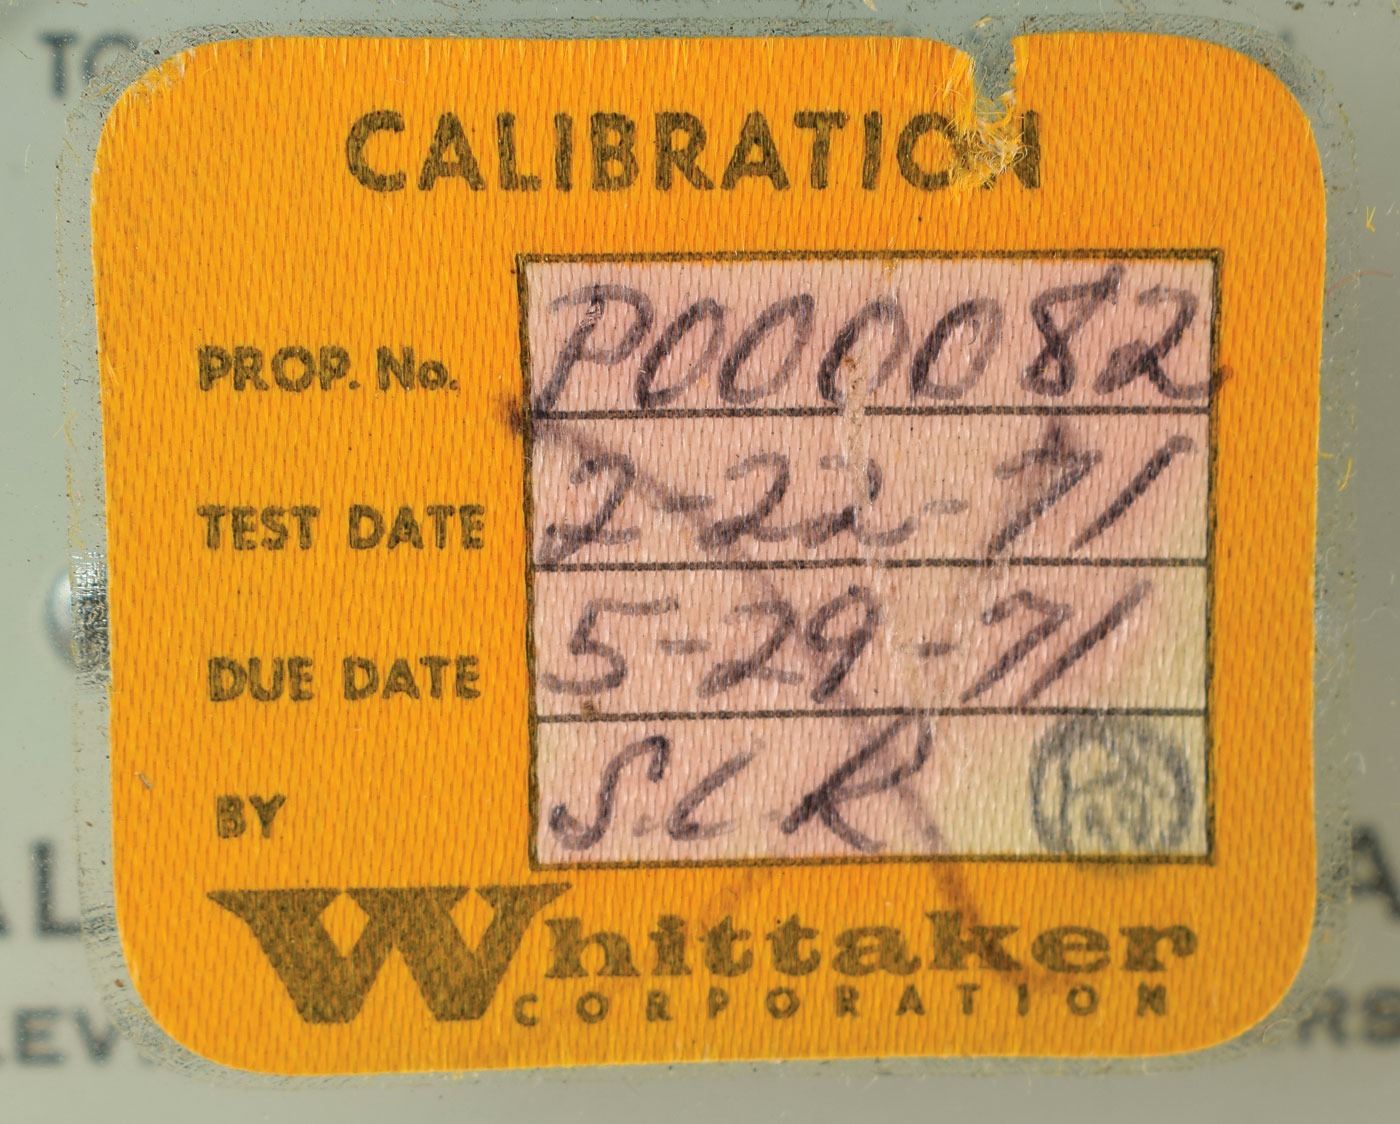 CALIBRATION
PROP. No. P000082
TEST DATE 2-22-71
DUE DATE 5-29-71
BY SLR
Whittaker
CORPORATION